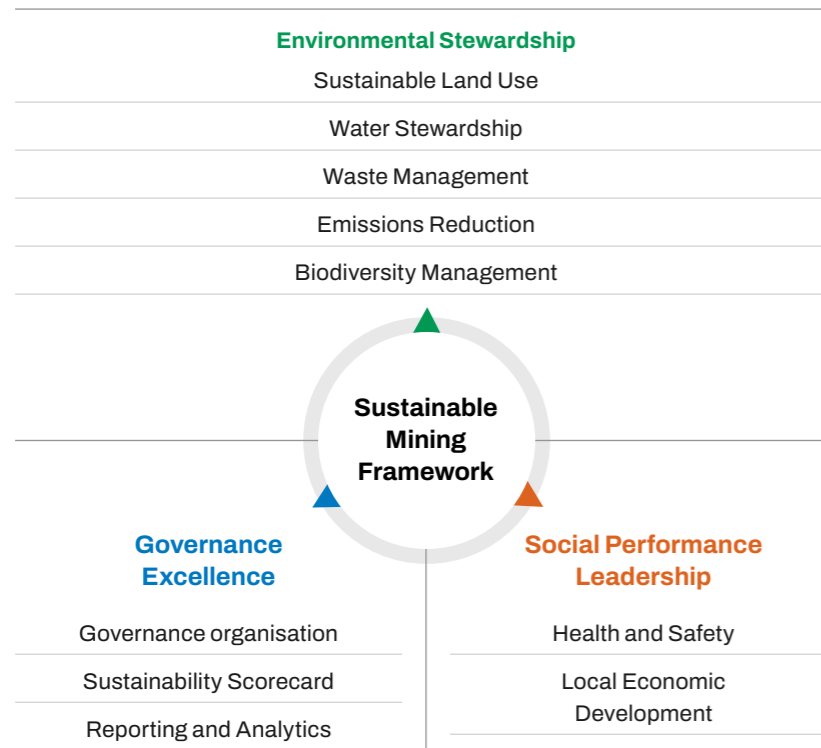 Environmental Stewardship
Sustainable Land Use
Water Stewardship
Waste Management
Emissions Reduction
Biodiversity Management
Sustainable
Mining
Framework
Governance
Excellence
Governance organisation
Sustainability Scorecard
Reporting and Analytics
Social Performance
Leadership
Health and Safety
Local Economic
Development